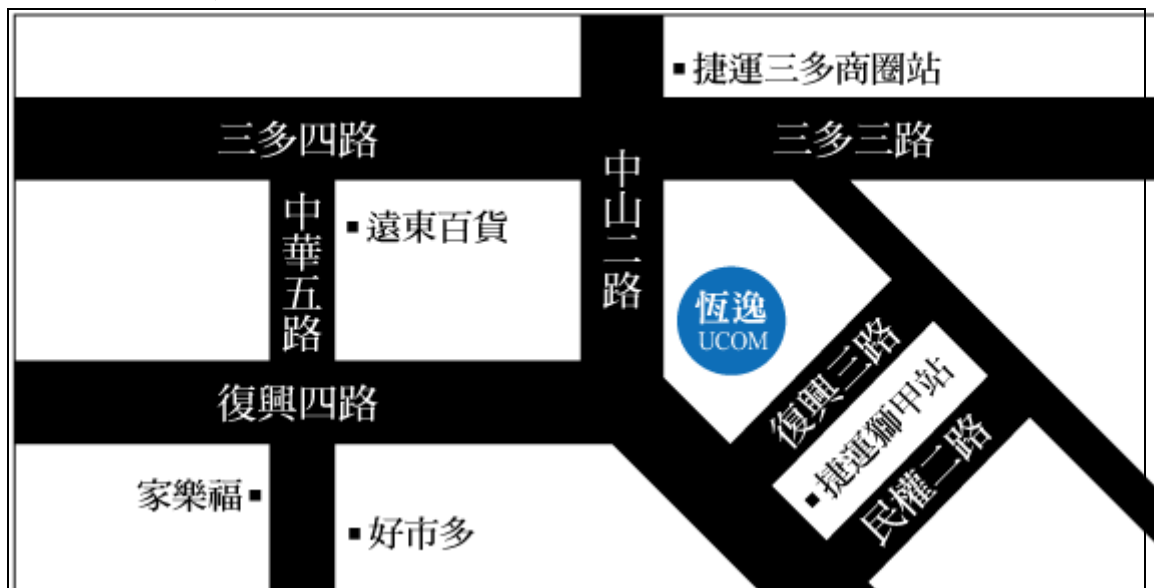 捷運三多商圈站
三多四路
三多三路
中山二路
中華五路
遠東百貨
恆逸
UCOM
復興三路
捷運獅甲站
復興四路
民權二路
家樂福
好市多